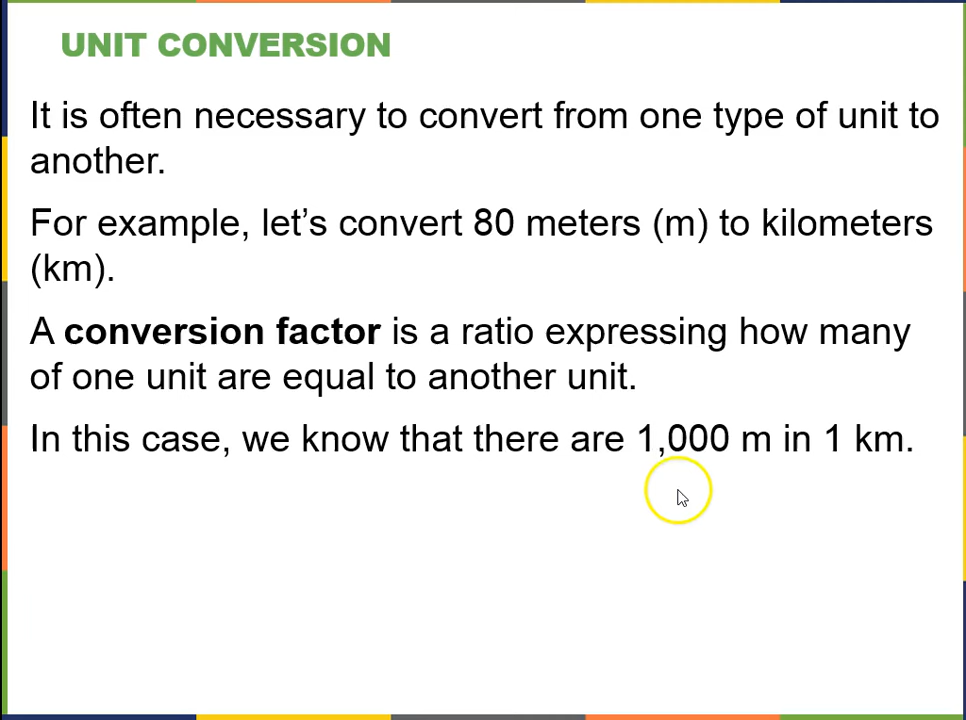 UNIT CONVERSION
It is often necessary to convert from one type of unit to
another.
For example, let’s convert 80 meters (m) to kilometers
(km).
A conversion factor is a ratio expressing how many
of one unit are equal to another unit.
In this case, we know that there are 1,000 m in 1 km.